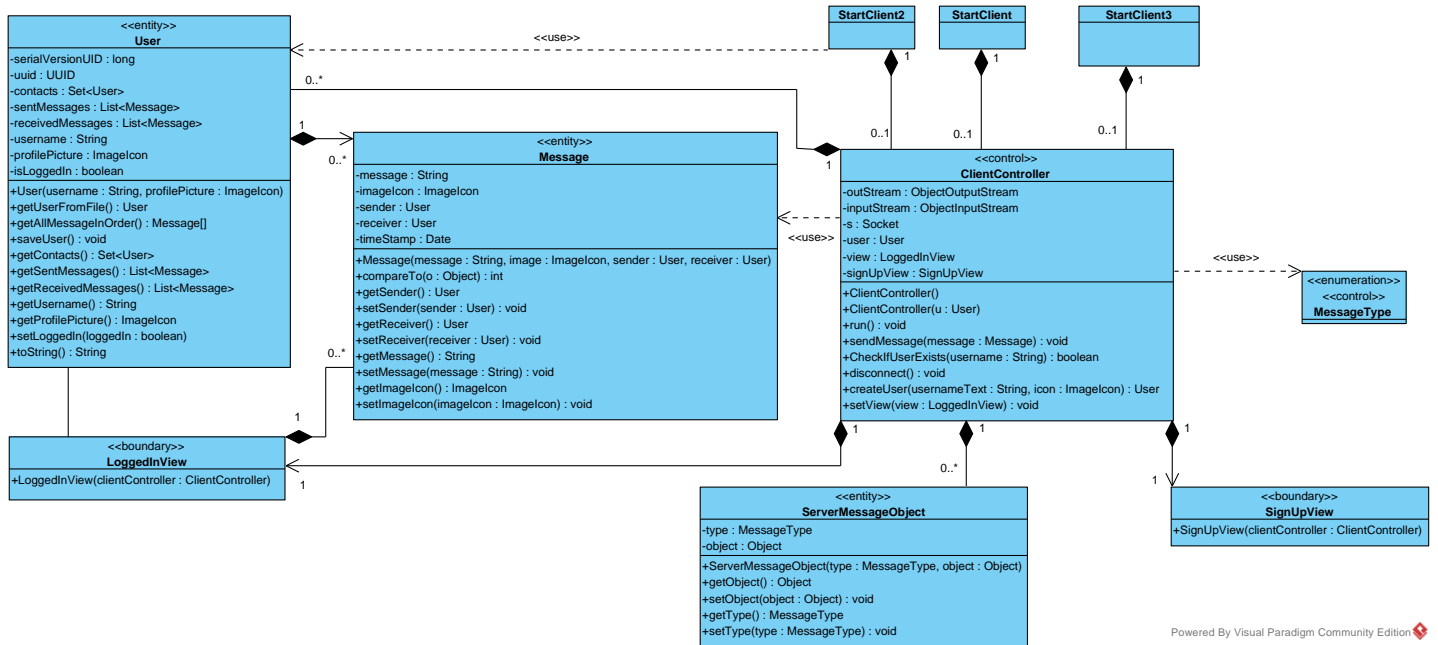 <<entity>>
User
-serialVersionUID : long
-uuid : UUID
-contacts : Set<User>
-sentMessages : List<Message>
-receivedMessages : List<Message>
-username : String
-profilePicture : ImageIcon
-isLoggedIn : boolean
+User(username : String, profilePicture : ImageIcon)
+getUserFromFile() : User
+getAllMessageInOrder() : Message[]
+saveUser() : void
+getContacts() : Set<User>
+getSentMessages() : List<Message>
+getReceivedMessages() : List<Message>
+getUsername() : String
+getProfilePicture() : ImageIcon
+setLoggedIn(loggedIn : boolean)
+toString() : String
<<use>>
0..*
1
0..*
StartClient2
1
0..1
StartClient
1
0..1
StartClient3
1
0..1
<<entity>>
Message
-message : String
-imageIcon : ImageIcon
-sender : User
-receiver : User
-timeStamp : Date
+Message(message : String, image : ImageIcon, sender : User, receiver : User)
+compareTo(o : Object) : int
+getSender() : User
+setSender(sender : User) : void
+getReceiver() : User
+setReceiver(receiver : User) : void
+getMessage() : String
+setMessage(message : String) : void
+getImageIcon() : ImageIcon
+setImageIcon(imageIcon : ImageIcon) : void
0..*
1
1
<<use>>
<<control>>
ClientController
-outStream : ObjectOutputStream
-inputStream : ObjectInputStream
-s : Socket
-user : User
-view : LoggedInView
-signUpView : SignUpView
+ClientController()
+ClientController(u : User)
+run() : void
+sendMessage(message : Message) : void
+CheckIfUserExists(username : String) : boolean
+disconnect() : void
+createUser(usernameText : String, icon : ImageIcon) : User
+setView(view : LoggedInView) : void
<<use>>
<<enumeration>>
<<control>>
MessageType
<<boundary>>
LoggedInView
+LoggedInView(clientController : ClientController)
1
1
1
0..*
1
1
<<entity>>
ServerMessageObject
-type : MessageType
-object : Object
+ServerMessageObject(type : MessageType, object : Object)
+getObject() : Object
+setObject(object : Object) : void
+getType() : MessageType
+setType(type : MessageType) : void
<<boundary>>
SignUpView
+SignUpView(clientController : ClientController)
Powered By Visual Paradigm Community Edition